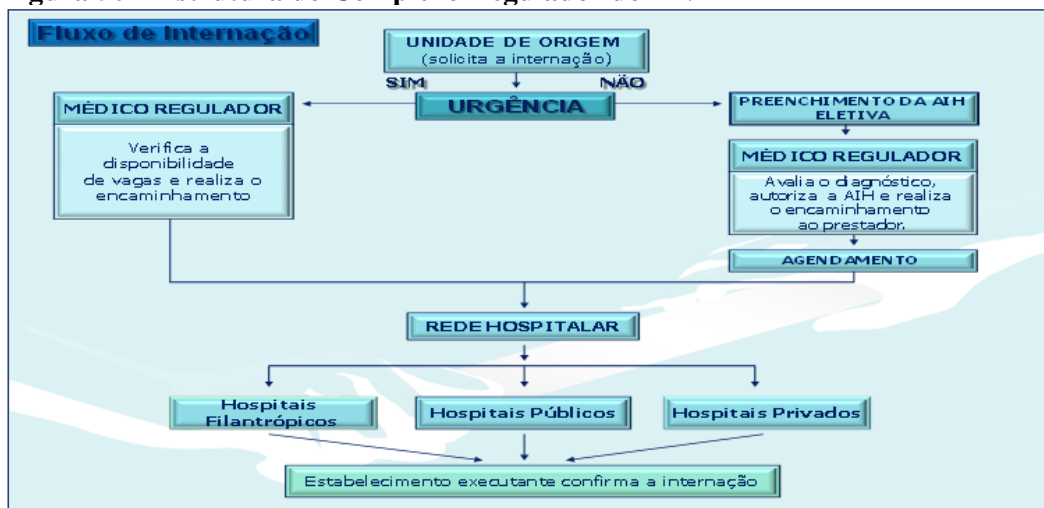 Fluxo de Internação
UNIDADE DE ORIGEM
(solicita a internação)
SIM
NÃO
URGÊNCIA
MÉDICO REGULADOR
Verifica a
disponibilidade
de vagas e realiza o
encaminhamento
PREENCHIMENTO DA AIH
ELETIVA
MÉDICO REGULADOR
Avalia o diagnóstico,
autoriza a AIH e realiza
o encaminhamento
ao prestador.
AGENDAMENTO
REDE HOSPITALAR
Hospitais
Filantrópicos
Hospitais Públicos
Hospitais Privados
Estabelecimento executante confirma a internação